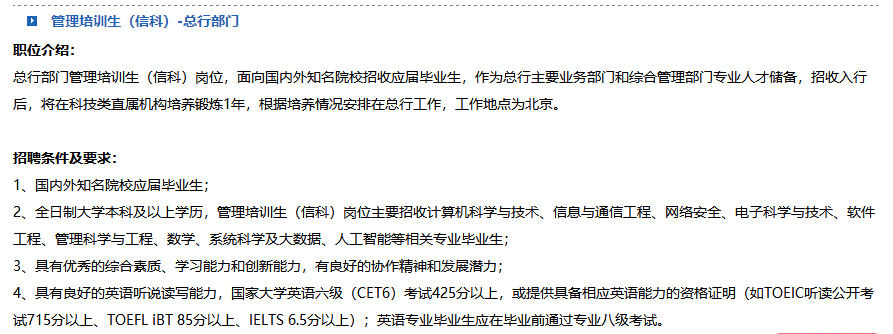 管理培训生（信科）-总行部门
职位介绍：
总行部门管理培训生（信科）岗位，面向国内外知名院校招收应届毕业生，作为总行主要业务部门和综合管理部门专业人才储备，招收入行
后，将在科技类直属机构培养锻炼1年，根据培养情况安排在总行工作，工作地点为北京。
招聘条件及要求：
1、国内外知名院校应届毕业生；
2、全日制大学本科及以上学历，管理培训生（信科）岗位主要招收计算机科学与技术、信息与通信工程、网络安全、电子科学与技术、软件
工程、管理科学与工程、数学、系统科学及大数据、人工智能等相关专业毕业生；
3、具有优秀的综合素质、学习能力和创新能力，有良好的协作精神和发展潜力；
4、具有良好的英语听说读写能力，国家大学英语六级（CET6）考试425分以上，或提供具备相应英语能力的资格证明（如TOEIC听读公开考
试715分以上、TOEFL iBT 85分以上、IELTS 6.5分以上）；英语专业毕业生应在毕业前通过专业八级考试。